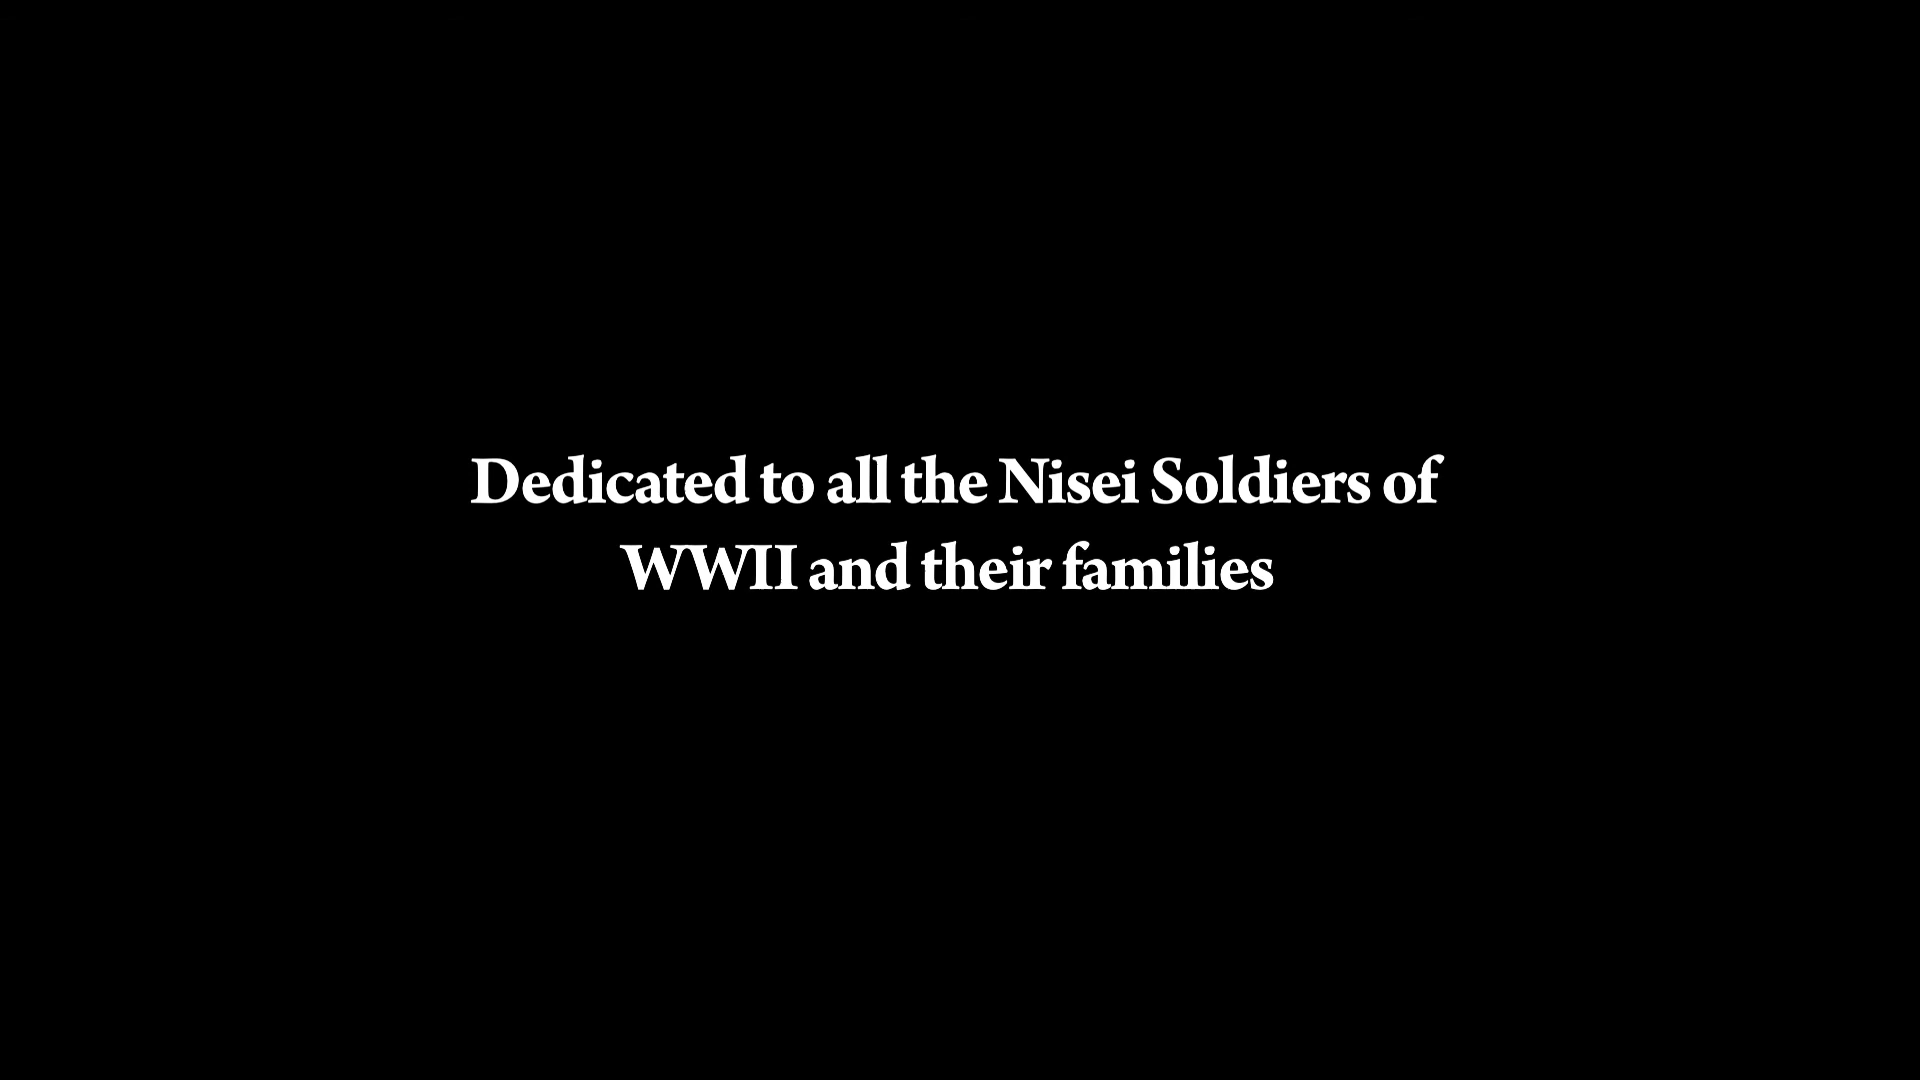 Dedicated to all the Nisei Soldiers of
WWII and their families